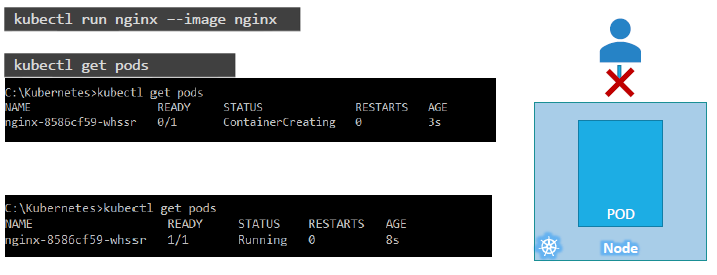 kubectl run nginx --image nginx
kubectl get pods
C:\Kubernetes>kubectl get pods
NAME READY STATUS RESTARTS AGE
nginx-8586cf59-whssr 0/1 ContainerCreating 0 3s
C:\Kubernetes>kubectl get pods
NAME READY STATUS RESTARTS AGE
nginx-8586cf59-whssr 1/1 Running 0 8s
POD
Node